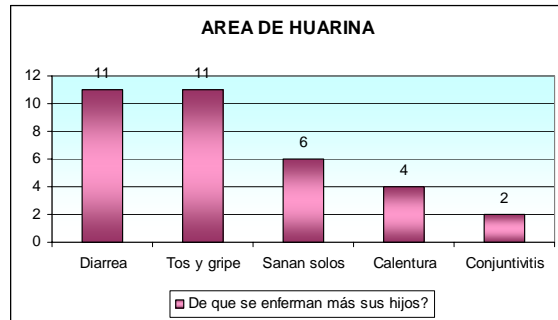 AREA DE HUARINA
12
10
8
6
4
2
0
11
11
6
4
2
Diarrea
Tos y gripe
Sanan solos
Calentura
Conjuntivitis
De que se enferman más sus hijos?